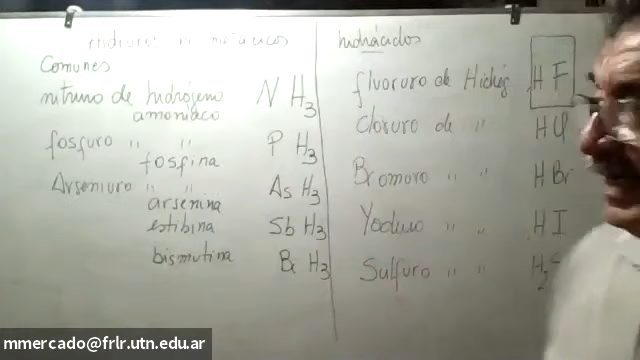 hidruros no metálicos
Comunes
nitruro de hidrógeno NH3
amoníaco
fosfuro " " PH3
fosfina
Arseniuro " " AsH3
arsenina
estibina SbH3
bismutina BiH3
hidrácidos
fluoruro de HF
Cloruro de " HCl
Bromuro " " HBr
Yoduro " " HI
Sulfuro " " H2S
mmercado@frlr.utn.edu.ar